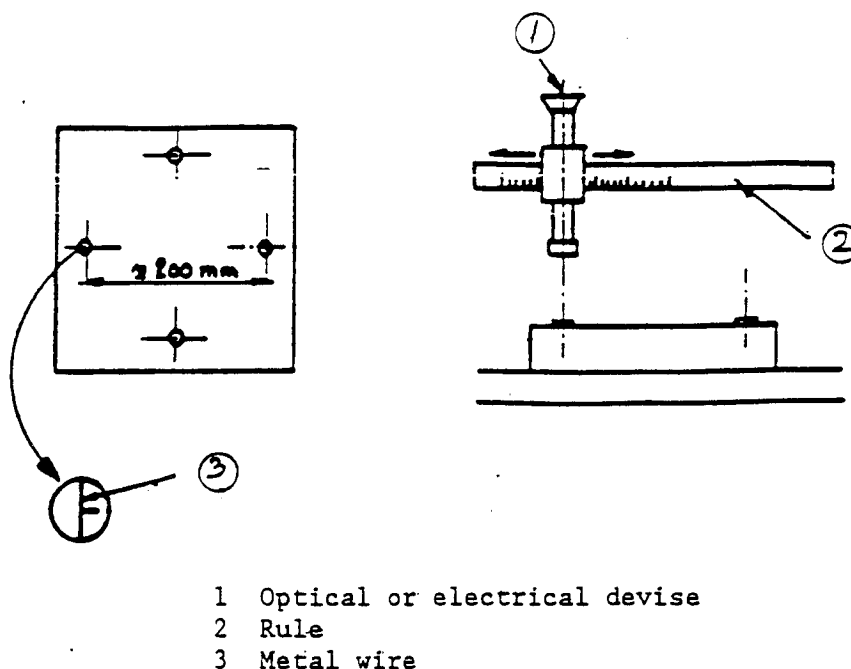 1
2
200 mm
3
1 Optical or electrical devise
2 Rule
3 Metal wire